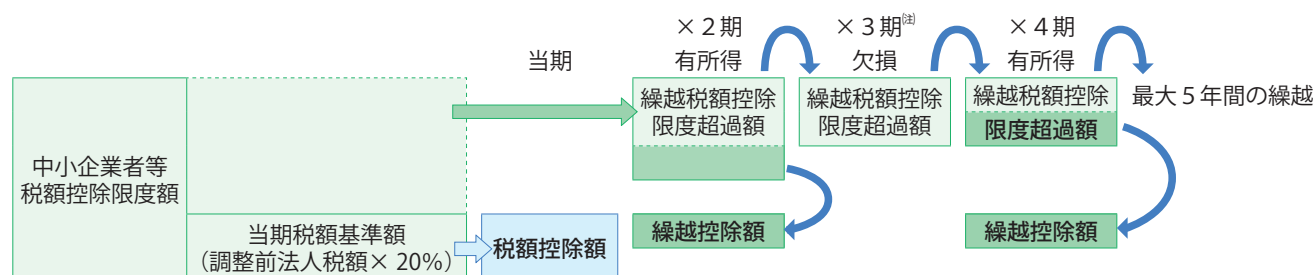 当期
×２期
有所得
×３期㈟
欠損
×４期
有所得
繰越税額控除
限度超過額
繰越税額控除
限度超過額
繰越税額控除
限度超過額
最大５年間の繰越
中小企業者等
税額控除限度額
当期税額基準額
（調整前法人税額×20%）
税額控除額
繰越控除額
繰越控除額